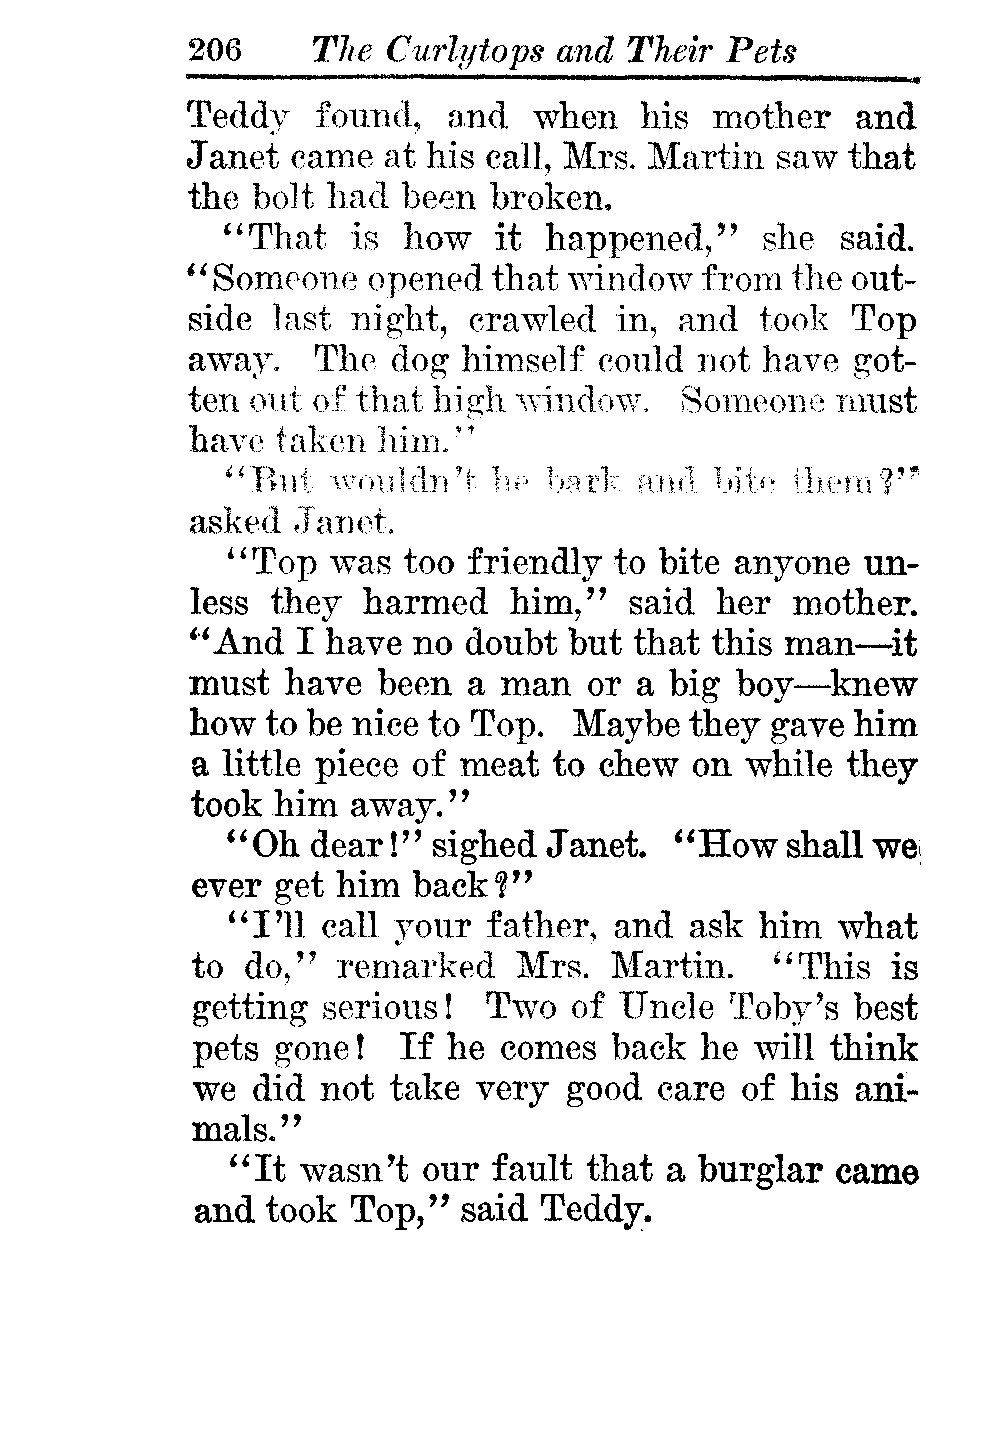 206 The Curlytops and Their Pets
Teddy found, and when his mother and
Janet came at his call, Mrs. Martin saw that
the bolt had been broken.
“That is how it happened,” she said.
“Someone opened that window from the out-
side last night, crawled in, and took Top
away. The dog himself could not have got-
ten out of that high window. Someone must
have taken him.”
“But wouldn’t he bark and bite them?”
asked Janet.
“Top was too friendly to bite anyone un-
less they harmed him,” said her mother.
“And I have no doubt but that this man—it
must have been a man or a big boy—knew
how to be nice to Top. Maybe they gave him
a little piece of meat to chew on while they
took him away.”
“Oh dear!” sighed Janet. “How shall we
ever get him back?”
“I’ll call your father, and ask him what
to do,” remarked Mrs. Martin. “This is
getting serious! Two of Uncle Toby’s best
pets gone! If he comes back he will think
we did not take very good care of his ani-
mals.”
“It wasn’t our fault that a burglar came
and took Top,” said Teddy.